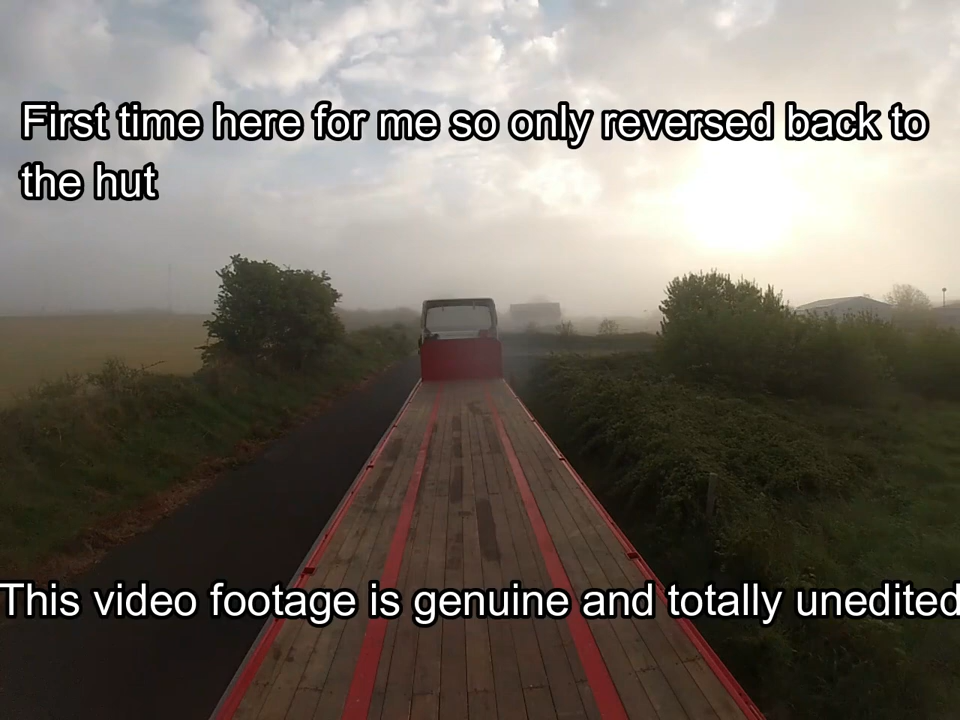 First time here for me so only reversed back to
the hut
This video footage is genuine and totally unedited